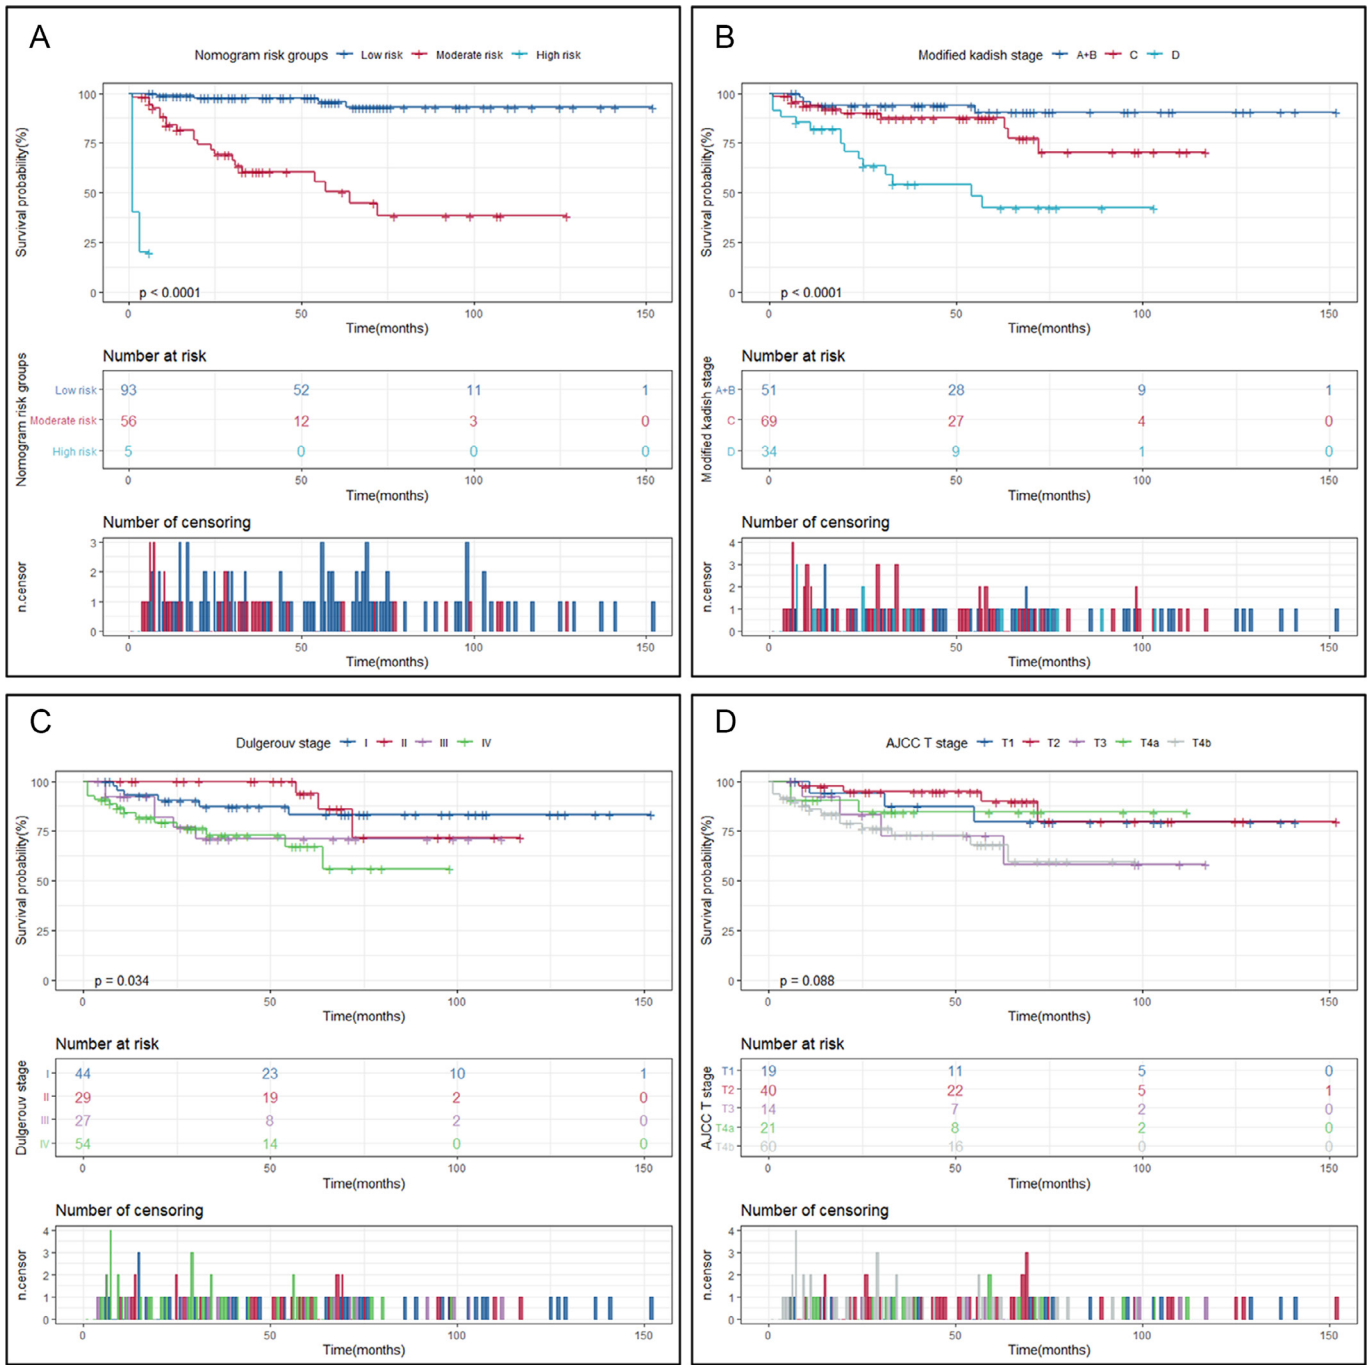 A
Nomogram risk groups Low risk Moderate risk High risk
Survival probability(%)
100
75
50
25
0
p < 0.0001
0 50 100 150
Time(months)
Number at risk
Nomogram risk groups
Low risk 93 52 11 1
Moderate risk 56 12 3 0
High risk 5 0 0 0
0 50 100 150
Time(months)
Number of censoring
n.censor
3
2
1
0
0 50 100 150
Time(months)
B
Modified kadish stage A+B C D
Survival probability(%)
100
75
50
25
0
p < 0.0001
0 50 100 150
Time(months)
Number at risk
Modified kadish stage
A+B 51 28 9 1
C 69 27 4 0
D 34 9 1 0
0 50 100 150
Time(months)
Number of censoring
n.censor
4
3
2
1
0
0 50 100 150
Time(months)
C
Dulgerouv stage I II III IV
Survival probability(%)
100
75
50
25
0
p = 0.034
0 50 100 150
Time(months)
Number at risk
Dulgerouv stage
I 44 23 10 1
II 29 19 2 0
III 27 8 2 0
IV 54 14 0 0
0 50 100 150
Time(months)
Number of censoring
n.censor
4
3
2
1
0
0 50 100 150
Time(months)
D
AJCC T stage T1 T2 T3 T4a T4b
Survival probability(%)
100
75
50
25
0
p = 0.088
0 50 100 150
Time(months)
Number at risk
AJCC T stage
T1 19 11 5 0
T2 40 22 5 1
T3 14 7 2 0
T4a 21 8 2 0
T4b 60 16 0 0
0 50 100 150
Time(months)
Number of censoring
n.censor
4
3
2
1
0
0 50 100 150
Time(months)